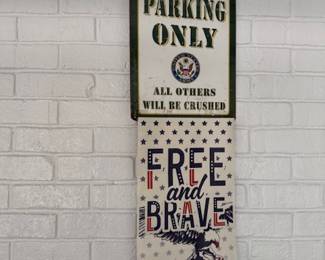 PARKING
ONLY
ALL OTHERS
WILL BE CRUSHED
FREE
and
BRAVE